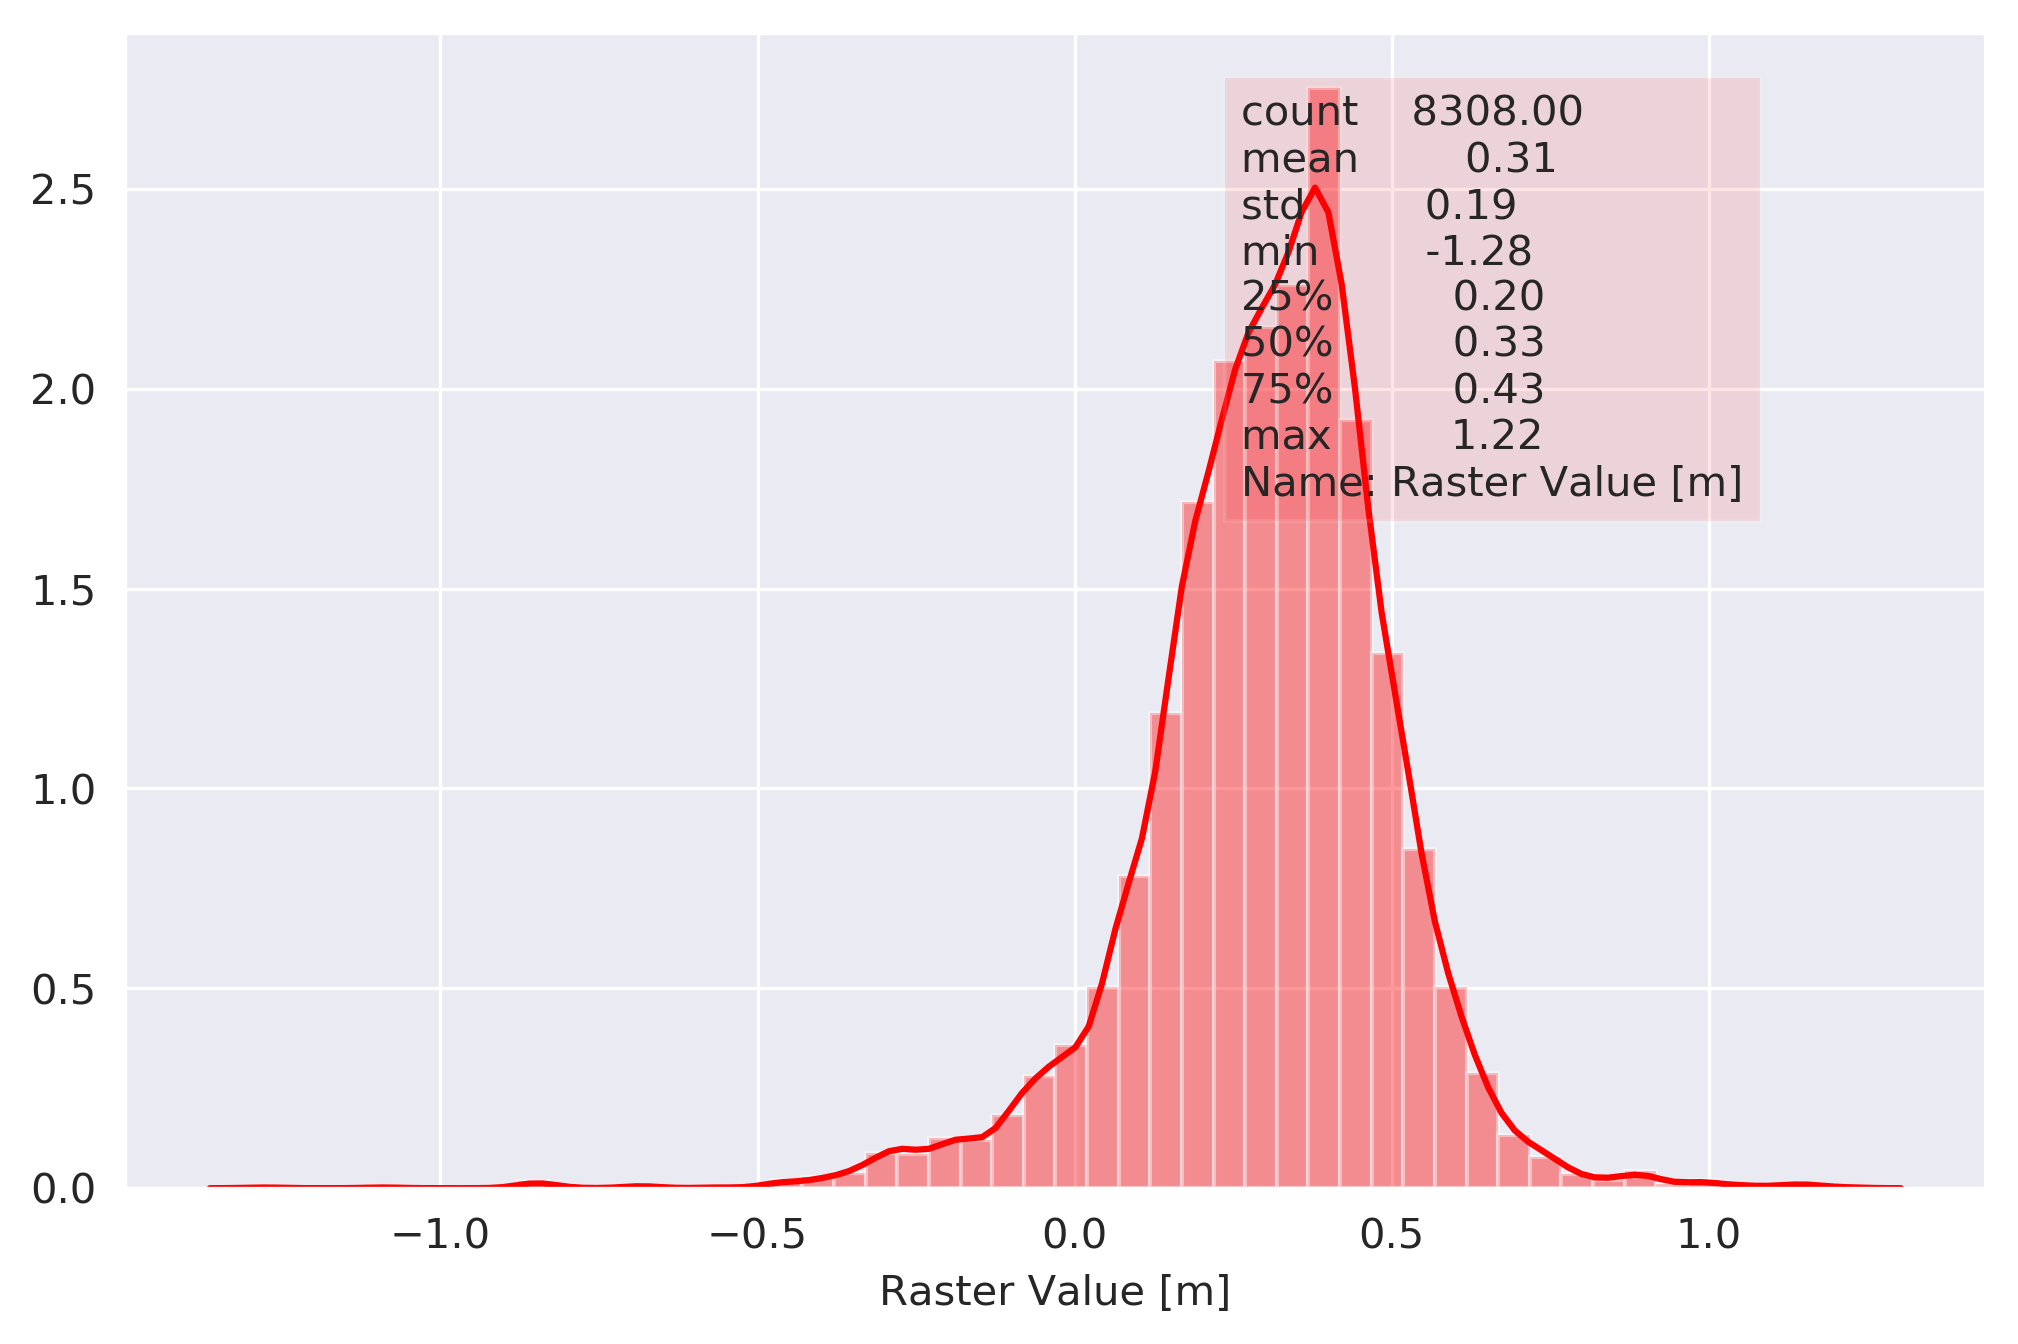 count 8308.00
mean 0.31
std 0.19
min -1.28
25% 0.20
50% 0.33
75% 0.43
max 1.22
Name: Raster Value [m]
2.5
2.0
1.5
1.0
0.5
0.0
−1.0 −0.5 0.0 0.5 1.0
Raster Value [m]